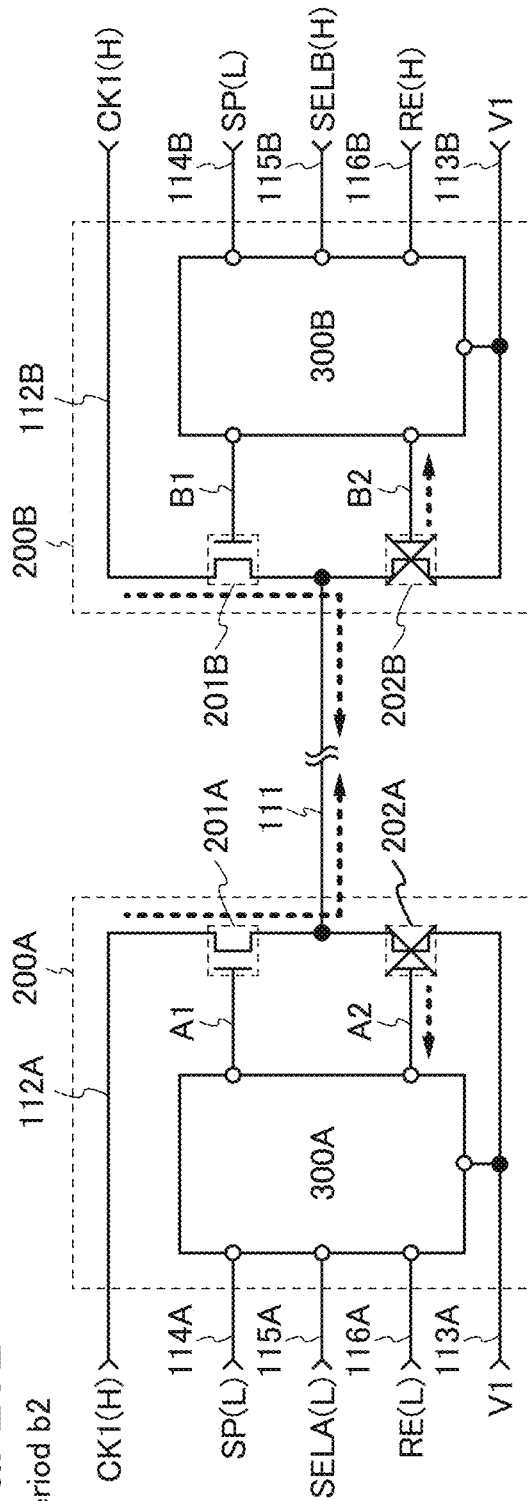 eriod b2
200A
200B
112A
112B
CK1(H)
CK1(H)
201A
201B
114A
114B
SP(L)
SP(L)
A1
B1
111
115A
115B
SELA(L)
SELB(H)
300A
300B
202A
202B
116A
116B
RE(L)
RE(H)
A2
B2
113A
113B
V1
V1